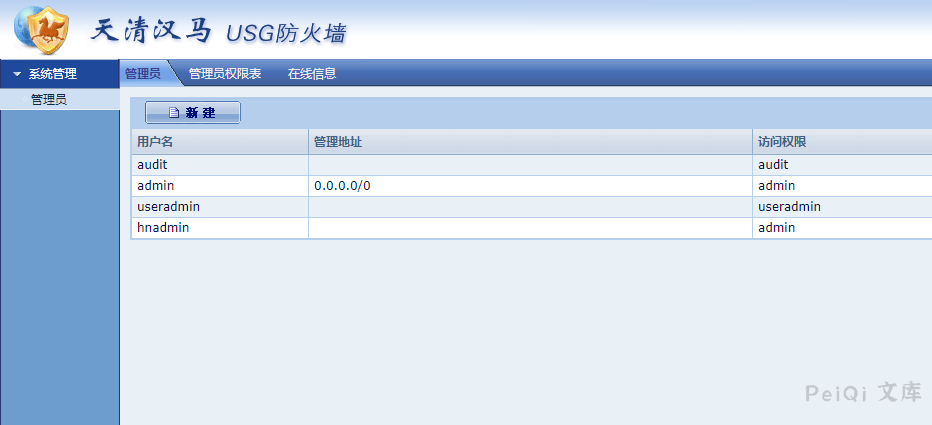 天清汉马 USG防火墙
系统管理 管理员 管理员权限表 在线信息
管理员
新 建
用户名 管理地址 访问权限
audit audit
admin 0.0.0.0/0 admin
useradmin useradmin
hnadmin admin
PeiQi 文库